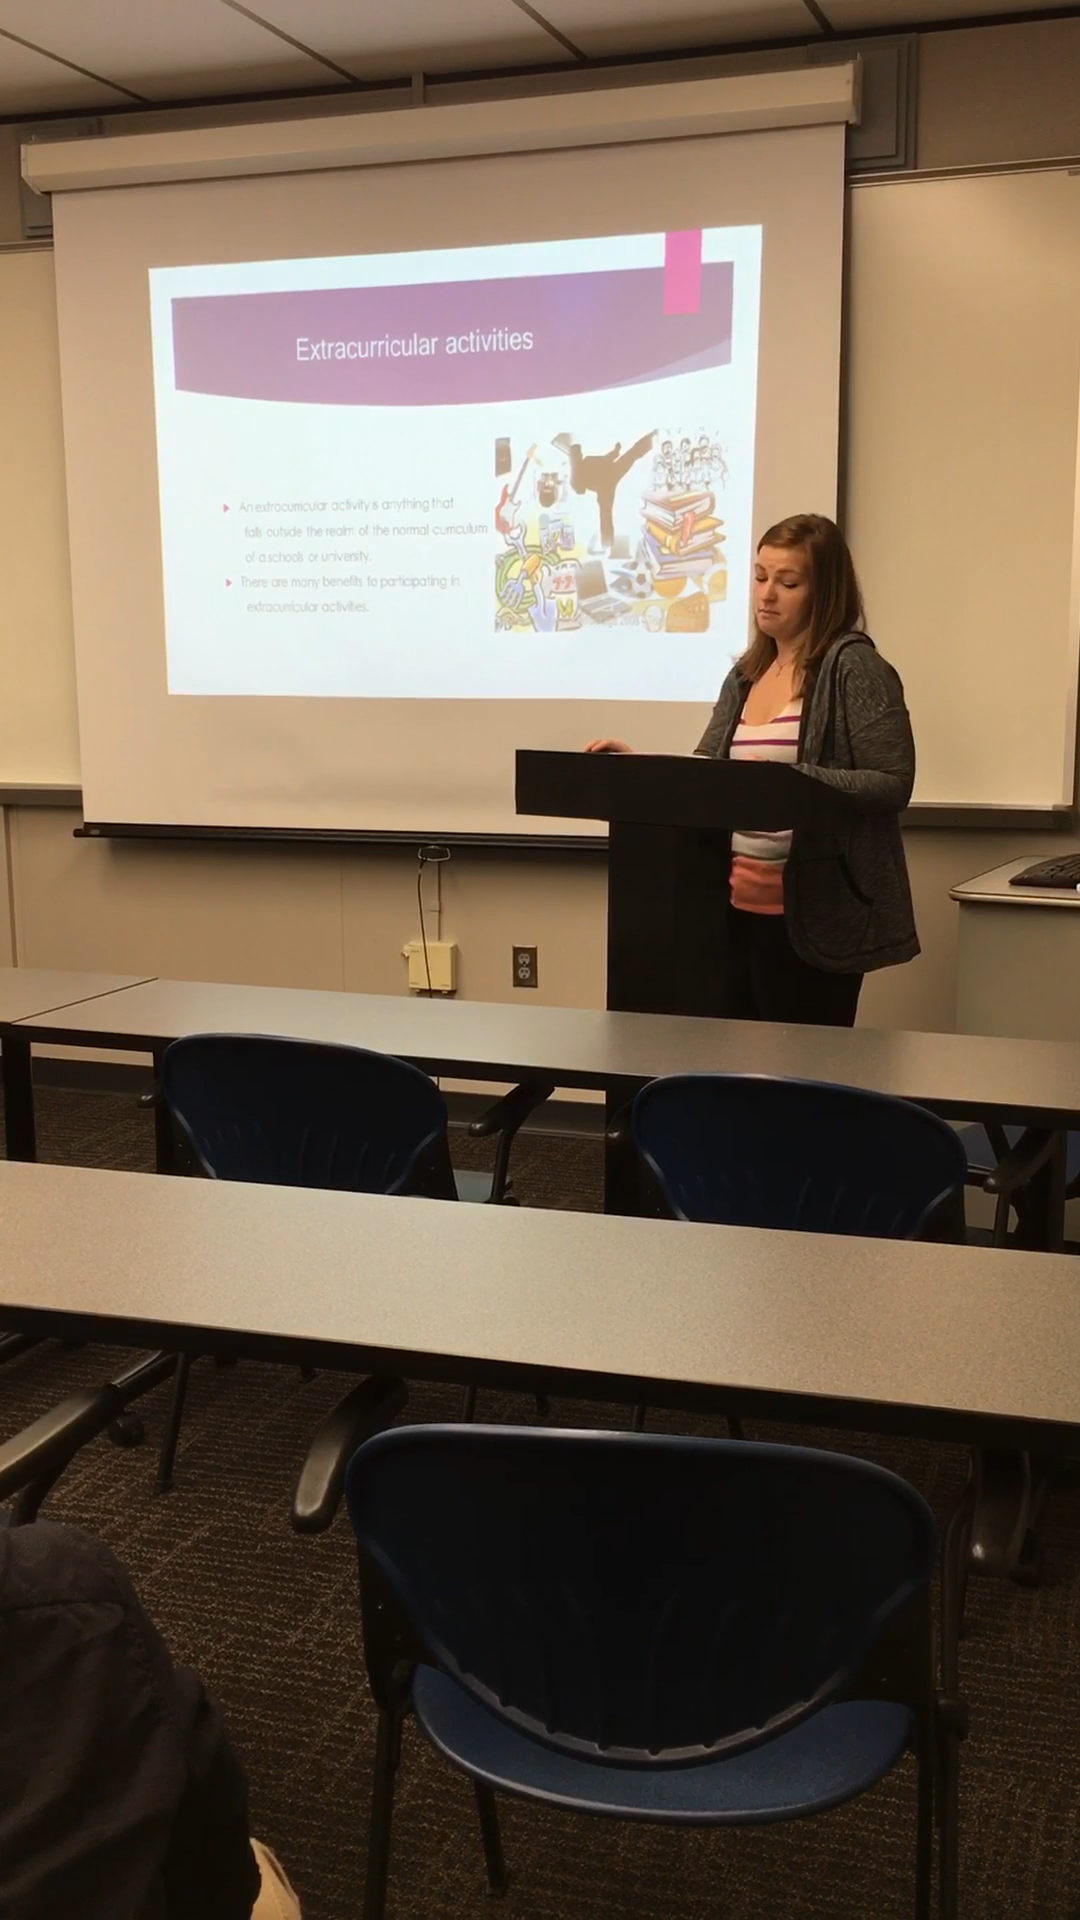 Extracurricular activities
An extracurricular activity is anything that
falls outside the realm of the normal curriculum
of a schools or university.
There are many benefits to participating in
extracurricular activities.